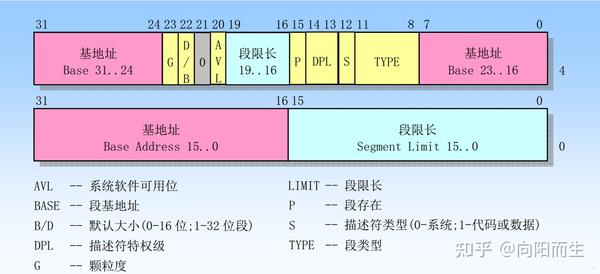 31 24 23 22 21 20 19 16 15 14 13 12 11 8 7 0
基地址 Base 31..24 G D/B 0 AVL 段限长 19..16 P DPL S TYPE 基地址 Base 23..16 4
31 16 15 0
基地址 Base Address 15..0 段限长 Segment Limit 15..0 0
AVL -- 系统软件可用位 LIMIT -- 段限长
BASE -- 段基地址 P -- 段存在
B/D -- 默认大小(0-16位;1-32位段) S -- 描述符类型(0-系统;1-代码或数据)
DPL -- 描述符特权级 TYPE -- 段类型
G -- 颗粒度
知乎 @向阳而生